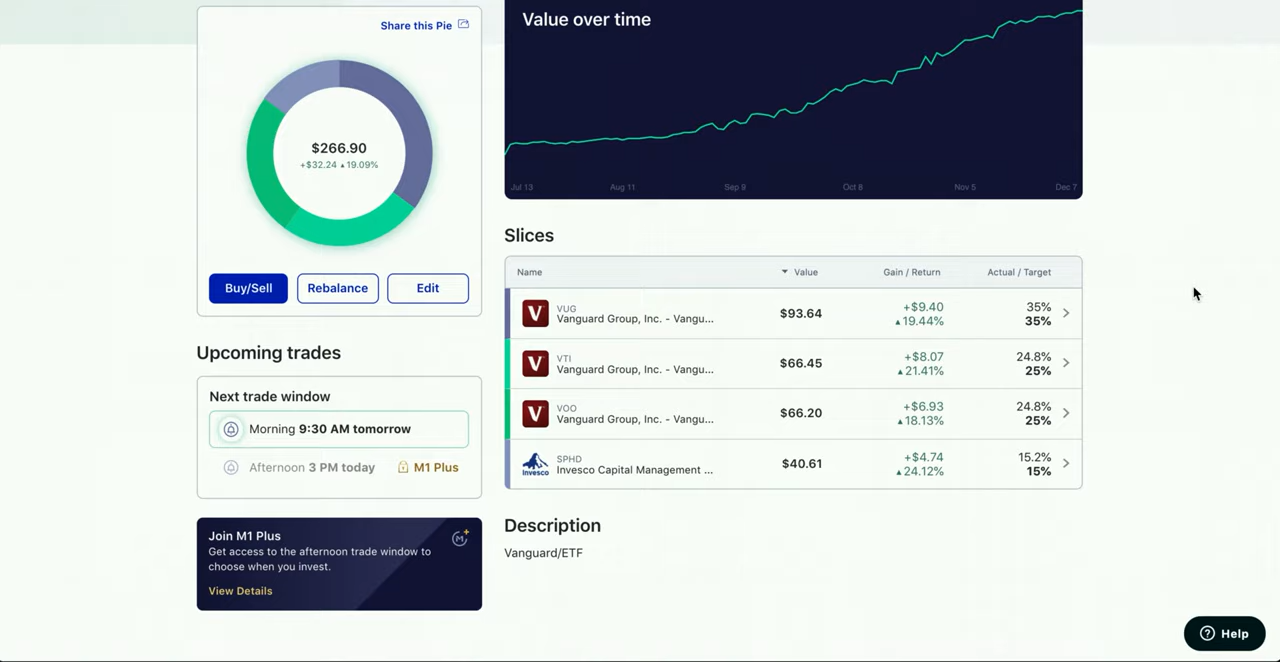 Share this Pie
$266.90
+$32.24 ▲19.09%
Buy/Sell
Rebalance
Edit
Upcoming trades
Next trade window
Morning 9:30 AM tomorrow
Afternoon 3 PM today
M1 Plus
Join M1 Plus
Get access to the afternoon trade window to
choose when you invest.
View Details
Value over time
Jul 13 Aug 11 Sep 9 Oct 8 Nov 5 Dec 7
Slices
Name Value Gain / Return Actual / Target
VUG
Vanguard Group, Inc. - Vangu...
$93.64
+$9.40
▲19.44%
35%
35%
VTI
Vanguard Group, Inc. - Vangu...
$66.45
+$8.07
▲21.41%
24.8%
25%
VOO
Vanguard Group, Inc. - Vangu...
$66.20
+$6.93
▲18.13%
24.8%
25%
Invesco
SPHD
Invesco Capital Management ...
$40.61
+$4.74
▲24.12%
15.2%
15%
Description
Vanguard/ETF
Help